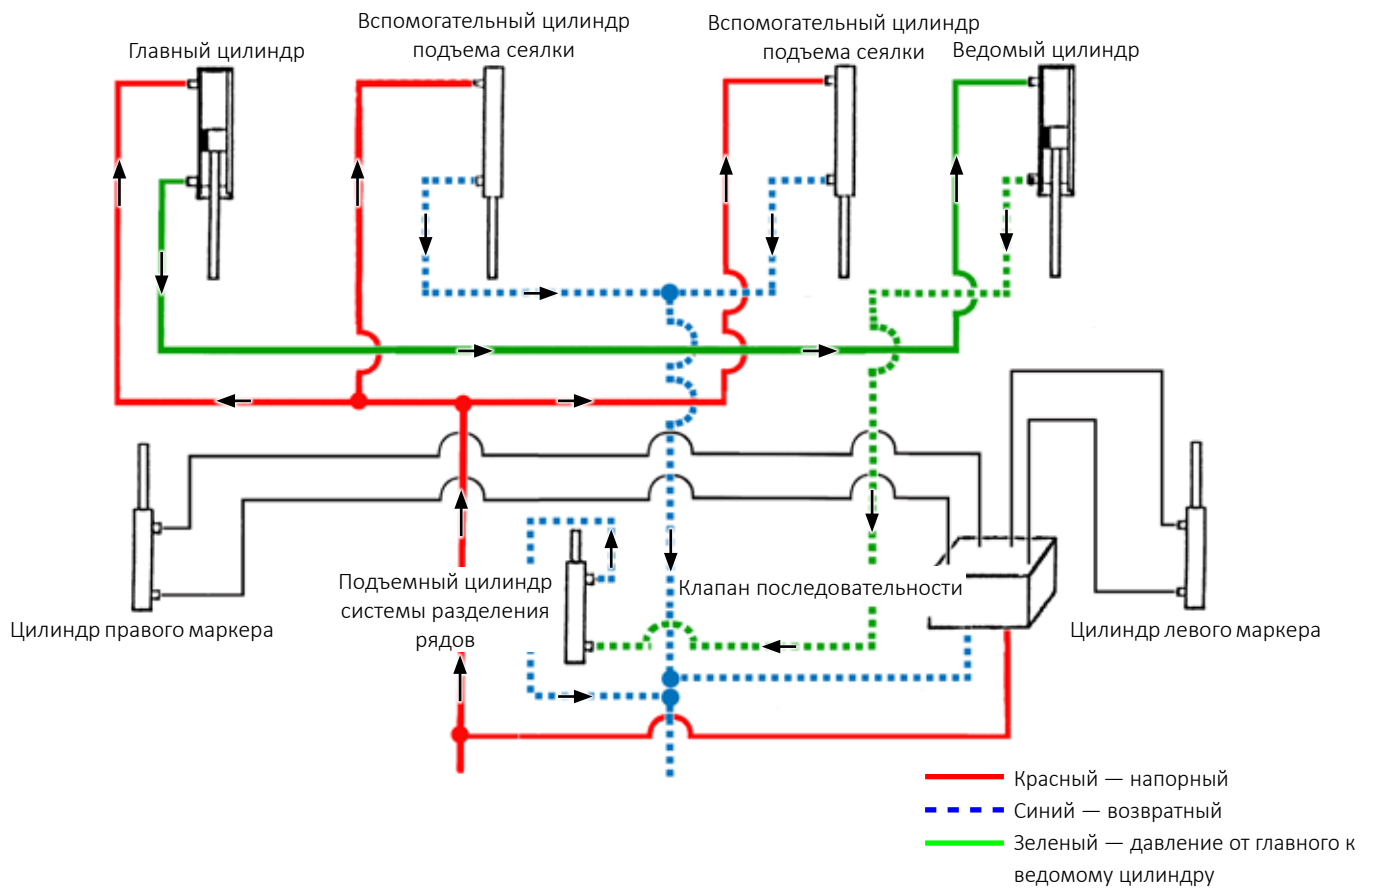 Главный цилиндр
Вспомогательный цилиндр
подъема сеялки
Вспомогательный цилиндр
подъема сеялки
Ведомый цилиндр
Подъемный цилиндр
системы разделения
рядов
Клапан последовательности
Цилиндр правого маркера
Цилиндр левого маркера
Красный — напорный
Синий — возвратный
Зеленый — давление от главного к
ведомому цилиндру